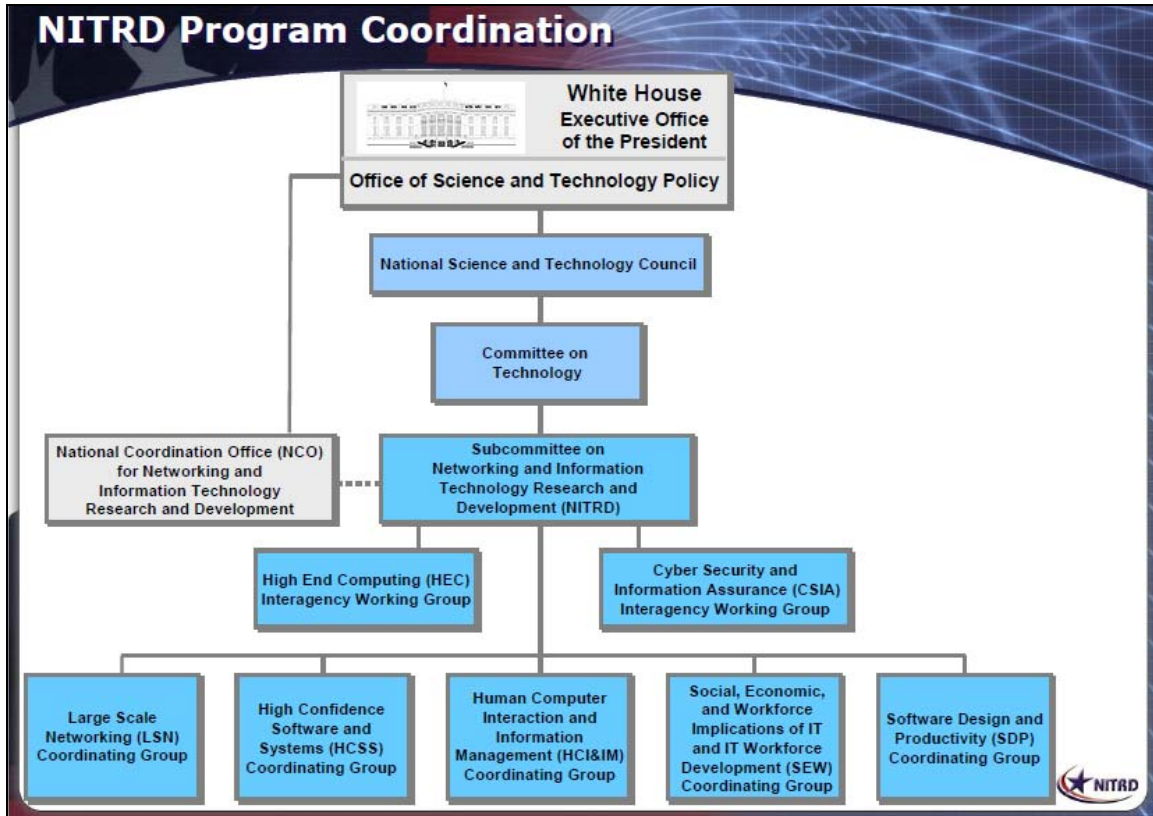 NITRD Program Coordination
White House
Executive Office
of the President
Office of Science and Technology Policy
National Science and Technology Council
Committee on
Technology
National Coordination Office (NCO)
for Networking and
Information Technology
Research and Development
Subcommittee on
Networking and Information
Technology Research and
Development (NITRD)
High End Computing (HEC)
Interagency Working Group
Cyber Security and
Information Assurance (CSIA)
Interagency Working Group
Large Scale
Networking (LSN)
Coordinating Group
High Confidence
Software and
Systems (HCSS)
Coordinating Group
Human Computer
Interaction and
Information
Management (HCI&IM)
Coordinating Group
Social, Economic,
and Workforce
Implications of IT
and IT Workforce
Development (SEW)
Coordinating Group
Software Design and
Productivity (SDP)
Coordinating Group
NITRD